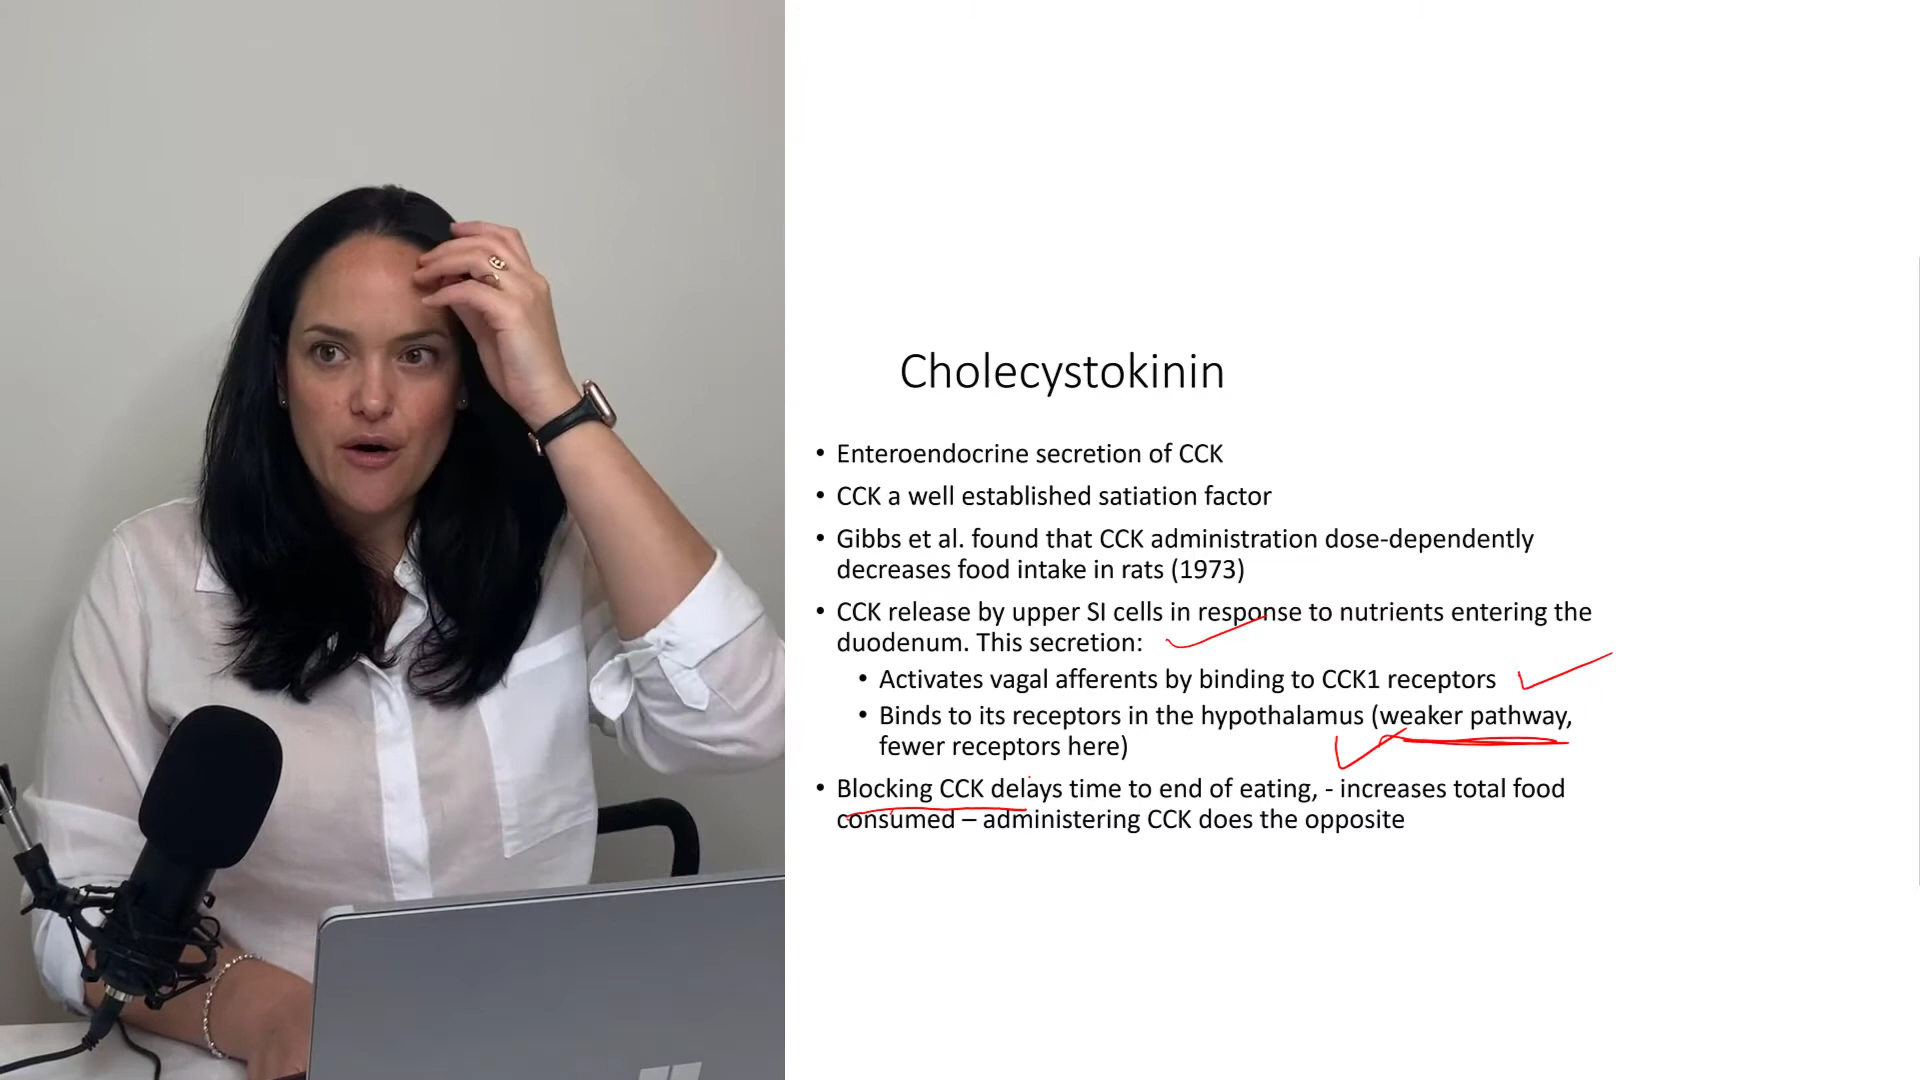 Cholecystokinin
• Enteroendocrine secretion of CCK
• CCK a well established satiation factor
• Gibbs et al. found that CCK administration dose-dependently
decreases food intake in rats (1973)
• CCK release by upper SI cells in response to nutrients entering the
duodenum. This secretion:
• Activates vagal afferents by binding to CCK1 receptors
• Binds to its receptors in the hypothalamus (weaker pathway,
fewer receptors here)
• Blocking CCK delays time to end of eating, - increases total food
consumed – administering CCK does the opposite